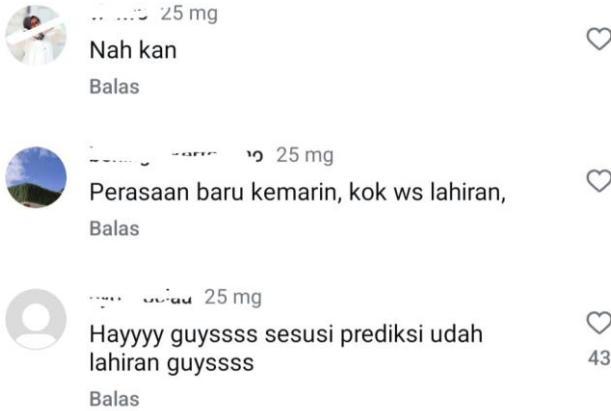 25 mg
Nah kan
Balas
25 mg
Perasaan baru kemarin, kok ws lahiran,
Balas
25 mg
Hayyyy guyssss sesusi prediksi udah
lahiran guyssss
43
Balas